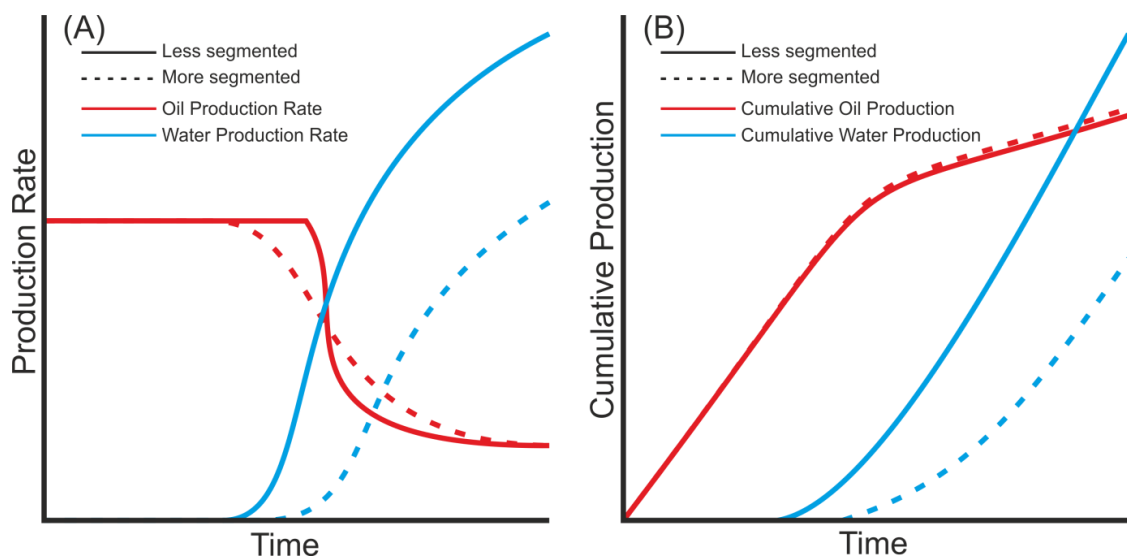 (A)
Less segmented
More segmented
Oil Production Rate
Water Production Rate
Production Rate
Time
(B)
Less segmented
More segmented
Cumulative Oil Production
Cumulative Water Production
Cumulative Production
Time